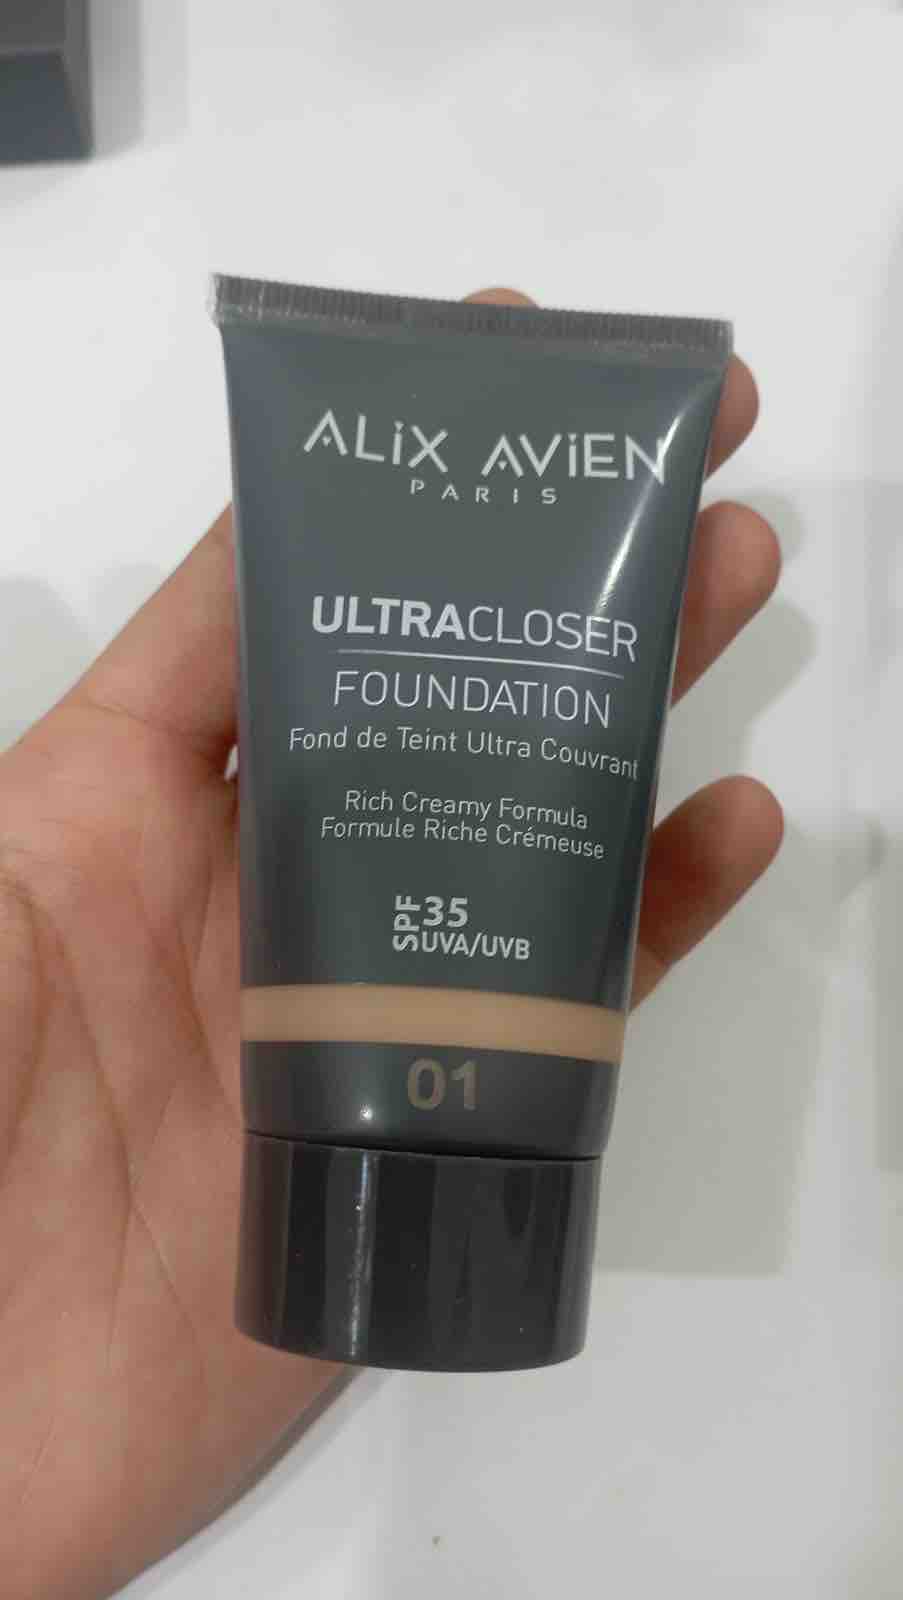 ALiX AViEN
PARIS
ULTRACLOSER
FOUNDATION
Fond de Teint Ultra Couvrant
Rich Creamy Formula
Formule Riche Crémeuse
SPF 35
UVA/UVB
01